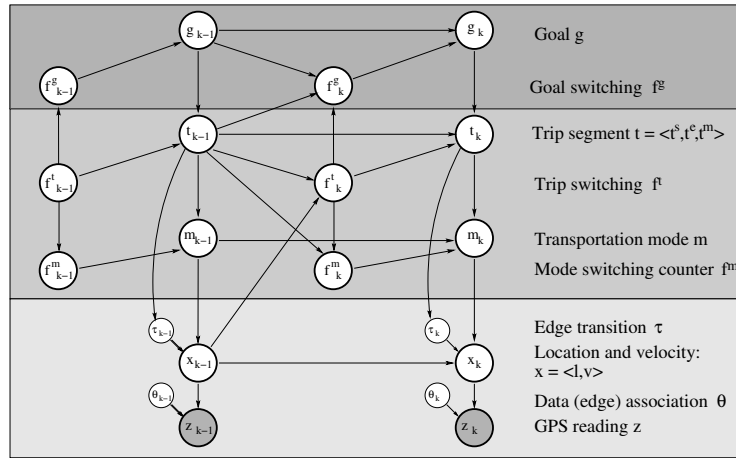 g k−1
g k
Goal g
f g k−1
f g k
Goal switching f g
t k−1
t k
Trip segment t = <t s,t e,t m>
f t k−1
f t k
Trip switching f t
m k−1
m k
Transportation mode m
f m k−1
f m k
Mode switching counter f m
τ k−1
τ k
Edge transition τ
x k−1
x k
Location and velocity:
x = <l,v>
θ k−1
θ k
Data (edge) association θ
z k−1
z k
GPS reading z